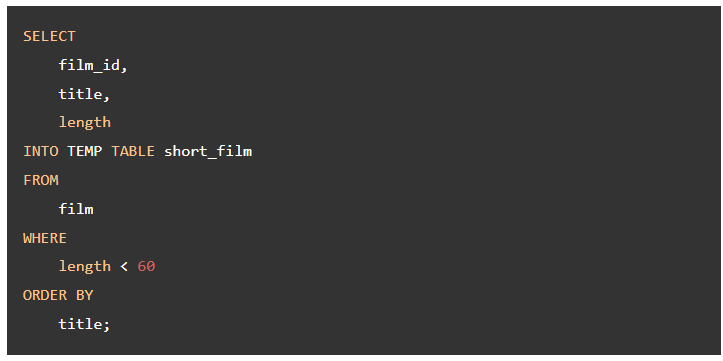 SELECT
    film_id,
    title,
    length
INTO TEMP TABLE short_film
FROM
    film
WHERE
    length < 60
ORDER BY
    title;